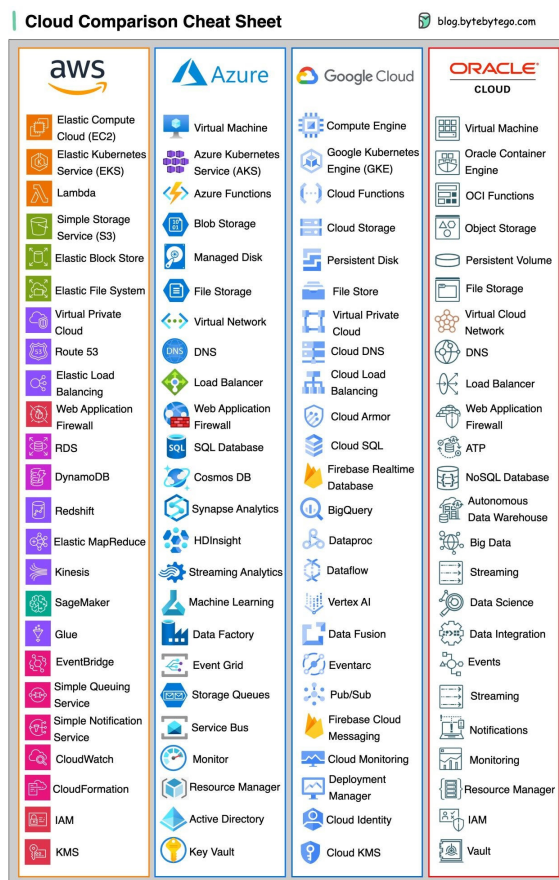 Cloud Comparison Cheat Sheet
blog.bytebytego.com
aws
Elastic Compute
Cloud (EC2)
Elastic Kubernetes
Service (EKS)
Lambda
Simple Storage
Service (S3)
Elastic Block Store
Elastic File System
Virtual Private
Cloud
53
Route 53
Elastic Load
Balancing
Web Application
Firewall
RDS
DynamoDB
Redshift
Elastic MapReduce
Kinesis
SageMaker
Glue
EventBridge
Simple Queuing
Service
Simple Notification
Service
CloudWatch
CloudFormation
IAM
KMS
Azure
Virtual Machine
Azure Kubernetes
Service (AKS)
Azure Functions
10
01
Blob Storage
Managed Disk
File Storage
Virtual Network
DNS
DNS
Load Balancer
Web Application
Firewall
SQL
SQL Database
Cosmos DB
Synapse Analytics
HDInsight
Streaming Analytics
Machine Learning
Data Factory
Event Grid
Storage Queues
Service Bus
Monitor
Resource Manager
Active Directory
Key Vault
Google Cloud
Compute Engine
Google Kubernetes
Engine (GKE)
Cloud Functions
Cloud Storage
Persistent Disk
File Store
Virtual Private
Cloud
Cloud DNS
Cloud Load
Balancing
Cloud Armor
Cloud SQL
Firebase Realtime
Database
BigQuery
Dataproc
Dataflow
Vertex AI
Data Fusion
Eventarc
Pub/Sub
Firebase Cloud
Messaging
Cloud Monitoring
Deployment
Manager
Cloud Identity
Cloud KMS
ORACLE®
CLOUD
Virtual Machine
Oracle Container
Engine
OCI Functions
Object Storage
Persistent Volume
File Storage
Virtual Cloud
Network
DNS
Load Balancer
Web Application
Firewall
ATP
NoSQL Database
Autonomous
Data Warehouse
Big Data
Streaming
Data Science
Data Integration
Events
Streaming
Notifications
Monitoring
Resource Manager
IAM
Vault